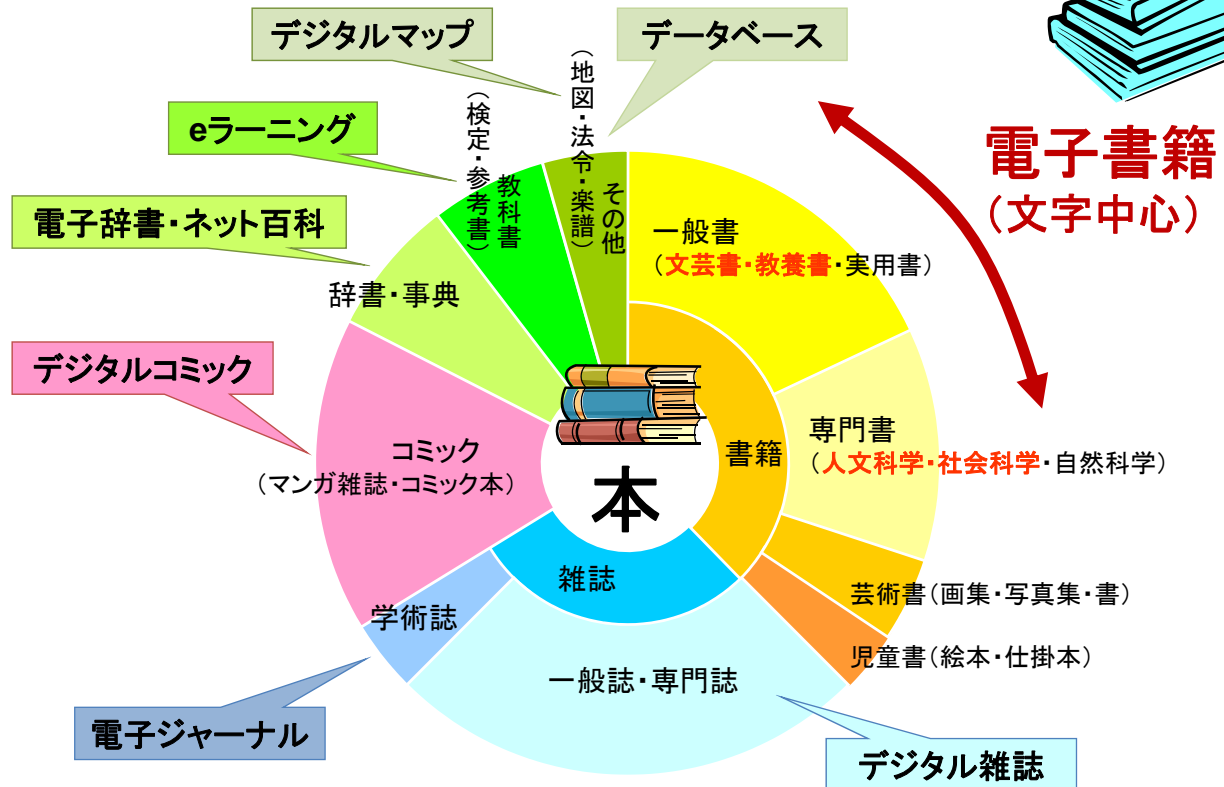 デジタルマップ
データベース
eラーニング
電子辞書・ネット百科
デジタルコミック
電子ジャーナル
デジタル雑誌
電子書籍
（文字中心）
一般書
（文芸書・教養書・実用書）
専門書
（人文科学・社会科学・自然科学）
芸術書（画集・写真集・書）
児童書（絵本・仕掛本）
一般誌・専門誌
学術誌
コミック
（マンガ雑誌・コミック本）
辞書・事典
教科書
（検定・参考書）
その他
（地図・法令・楽譜）
書籍
雑誌
本